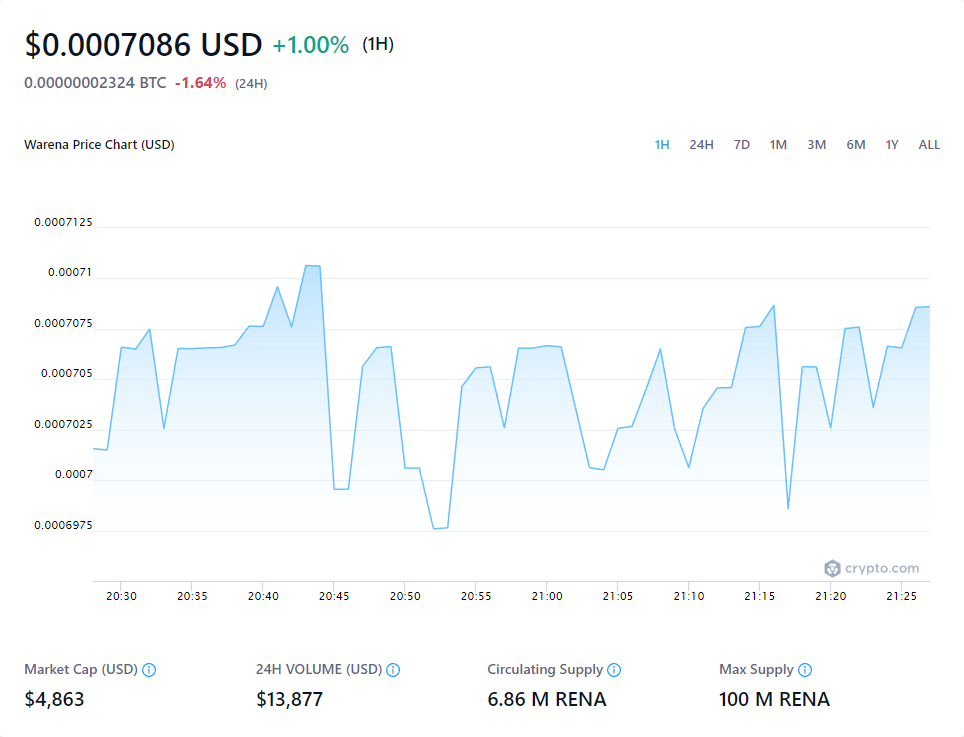 $0.0007086 USD +1.00% (1H)
0.00000002324 BTC -1.64% (24H)
Warena Price Chart (USD)
1H 24H 7D 1M 3M 6M 1Y ALL
0.0007125
0.00071
0.0007075
0.000705
0.0007025
0.0007
0.0006975
crypto.com
20:30 20:35 20:40 20:45 20:50 20:55 21:00 21:05 21:10 21:15 21:20 21:25
Market Cap (USD) 24H VOLUME (USD) Circulating Supply Max Supply
$4,863 $13,877 6.86 M RENA 100 M RENA